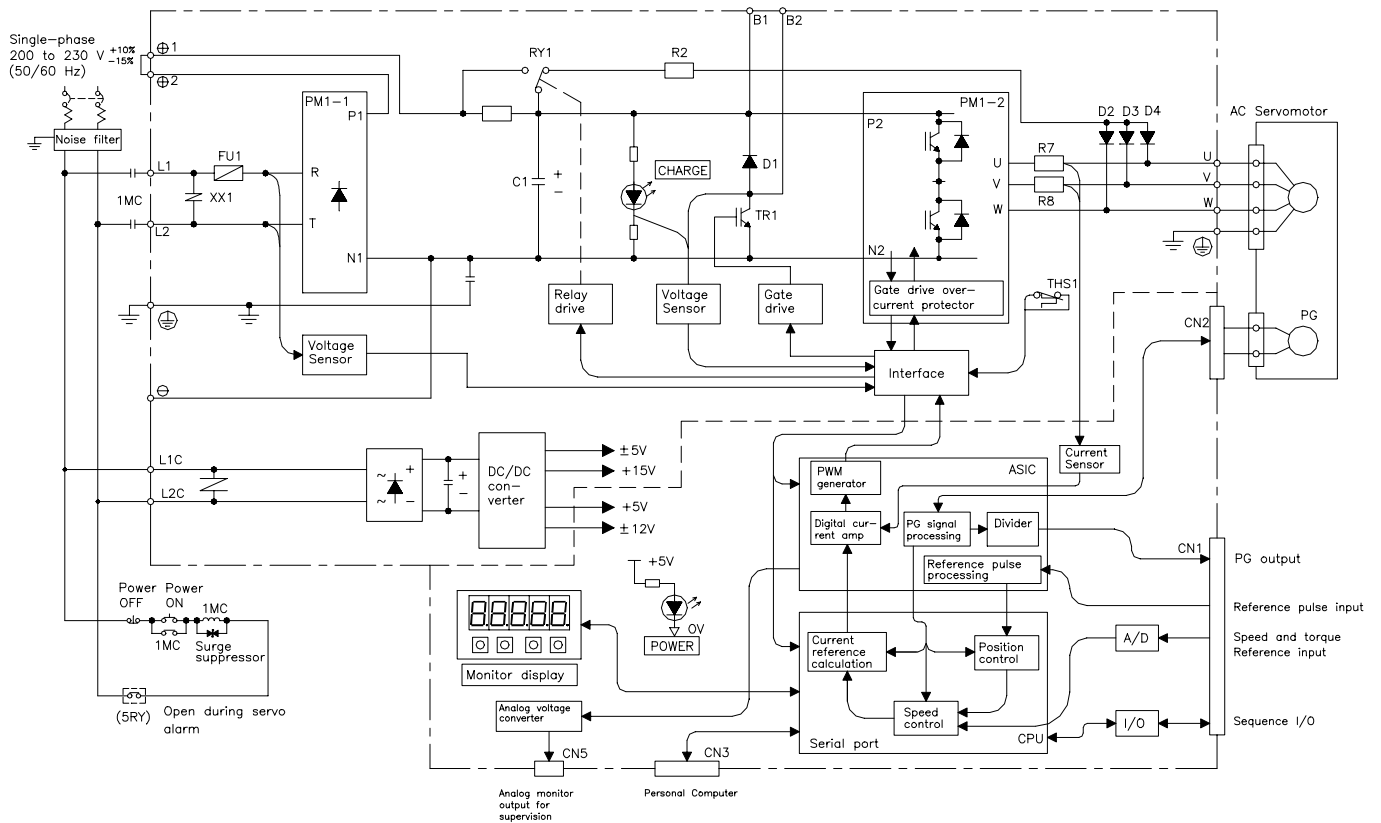 Single-phase
200 to 230 V +10% -15%
(50/60 Hz)
⊕1
⊕2
Noise filter
1MC
L1
L2
FU1
XX1
PM1-1
P1
R
T
N1
RY1
R2
B1
B2
C1
+
-
CHARGE
D1
TR1
PM1-2
P2
U
V
W
N2
Gate drive over-
current protector
R7
R8
D2
D3
D4
U
V
W
AC Servomotor
THS1
PG
CN2
Relay
drive
Voltage
Sensor
Gate
drive
Voltage
Sensor
Interface
⊖
L1C
L2C
~
~
+
-
+
-
DC/DC
con-
verter
±5V
+15V
+5V
±12V
Current
Sensor
ASIC
PWM
generator
Digital cur-
rent amp
PG signal
processing
Divider
Reference pulse
processing
CN1
PG output
Reference pulse input
Speed and torque
Reference input
Sequence I/O
A/D
I/O
Current
reference
calculation
Position
control
Speed
control
Serial port
CPU
Power
OFF
Power
ON
1MC
1MC
Surge
suppressor
(5RY)
Open during servo
alarm
88888
Monitor display
+5V
0V
POWER
Analog voltage
converter
CN5
CN3
Analog monitor
output for
supervision
Personal Computer